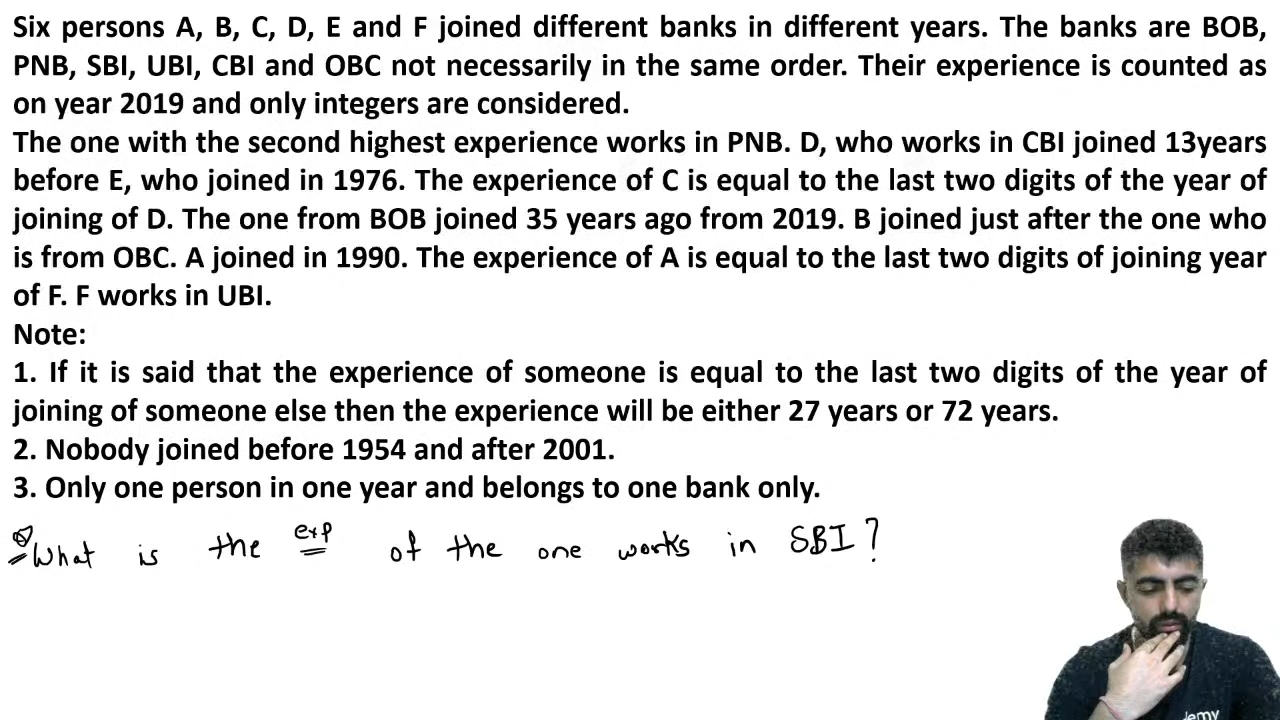 Six persons A, B, C, D, E and F joined different banks in different years. The banks are BOB,
PNB, SBI, UBI, CBI and OBC not necessarily in the same order. Their experience is counted as
on year 2019 and only integers are considered.
The one with the second highest experience works in PNB. D, who works in CBI joined 13years
before E, who joined in 1976. The experience of C is equal to the last two digits of the year of
joining of D. The one from BOB joined 35 years ago from 2019. B joined just after the one who
is from OBC. A joined in 1990. The experience of A is equal to the last two digits of joining year
of F. F works in UBI.
Note:
1. If it is said that the experience of someone is equal to the last two digits of the year of
joining of someone else then the experience will be either 27 years or 72 years.
2. Nobody joined before 1954 and after 2001.
3. Only one person in one year and belongs to one bank only.
What is the exp of the one works in SBI?
demy